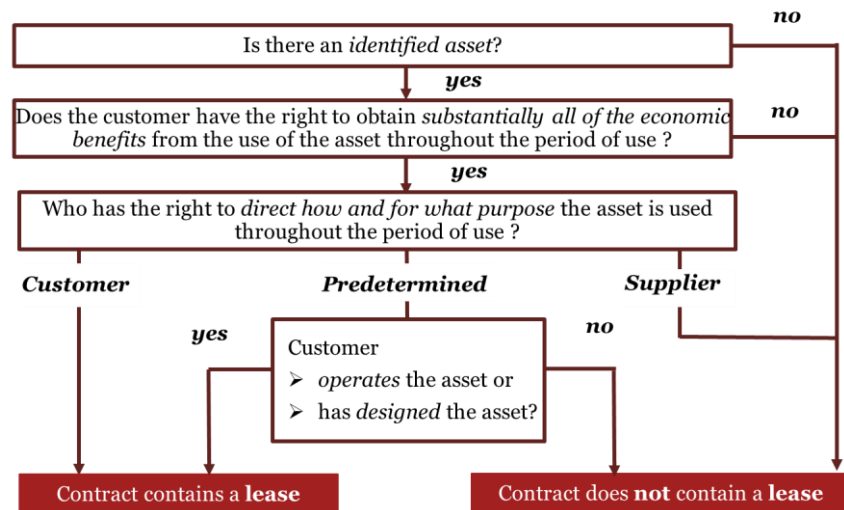 no
Is there an identified asset?
yes
Does the customer have the right to obtain substantially all of the economic
benefits from the use of the asset throughout the period of use ?
no
yes
Who has the right to direct how and for what purpose the asset is used
throughout the period of use ?
Customer
Predetermined
Supplier
yes
no
Customer
➢ operates the asset or
➢ has designed the asset?
Contract contains a lease
Contract does not contain a lease